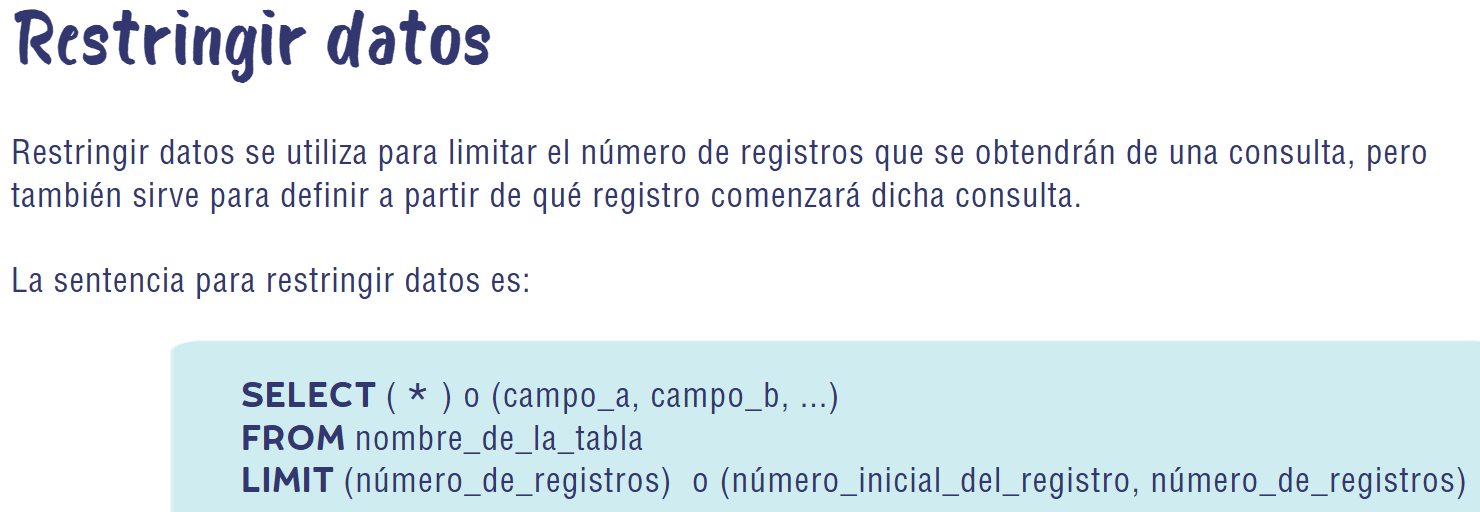 Restringir datos
Restringir datos se utiliza para limitar el número de registros que se obtendrán de una consulta, pero
también sirve para definir a partir de qué registro comenzará dicha consulta.
La sentencia para restringir datos es:
SELECT ( * ) o (campo_a, campo_b, ...)
FROM nombre_de_la_tabla
LIMIT (número_de_registros) o (número_inicial_del_registro, número_de_registros)